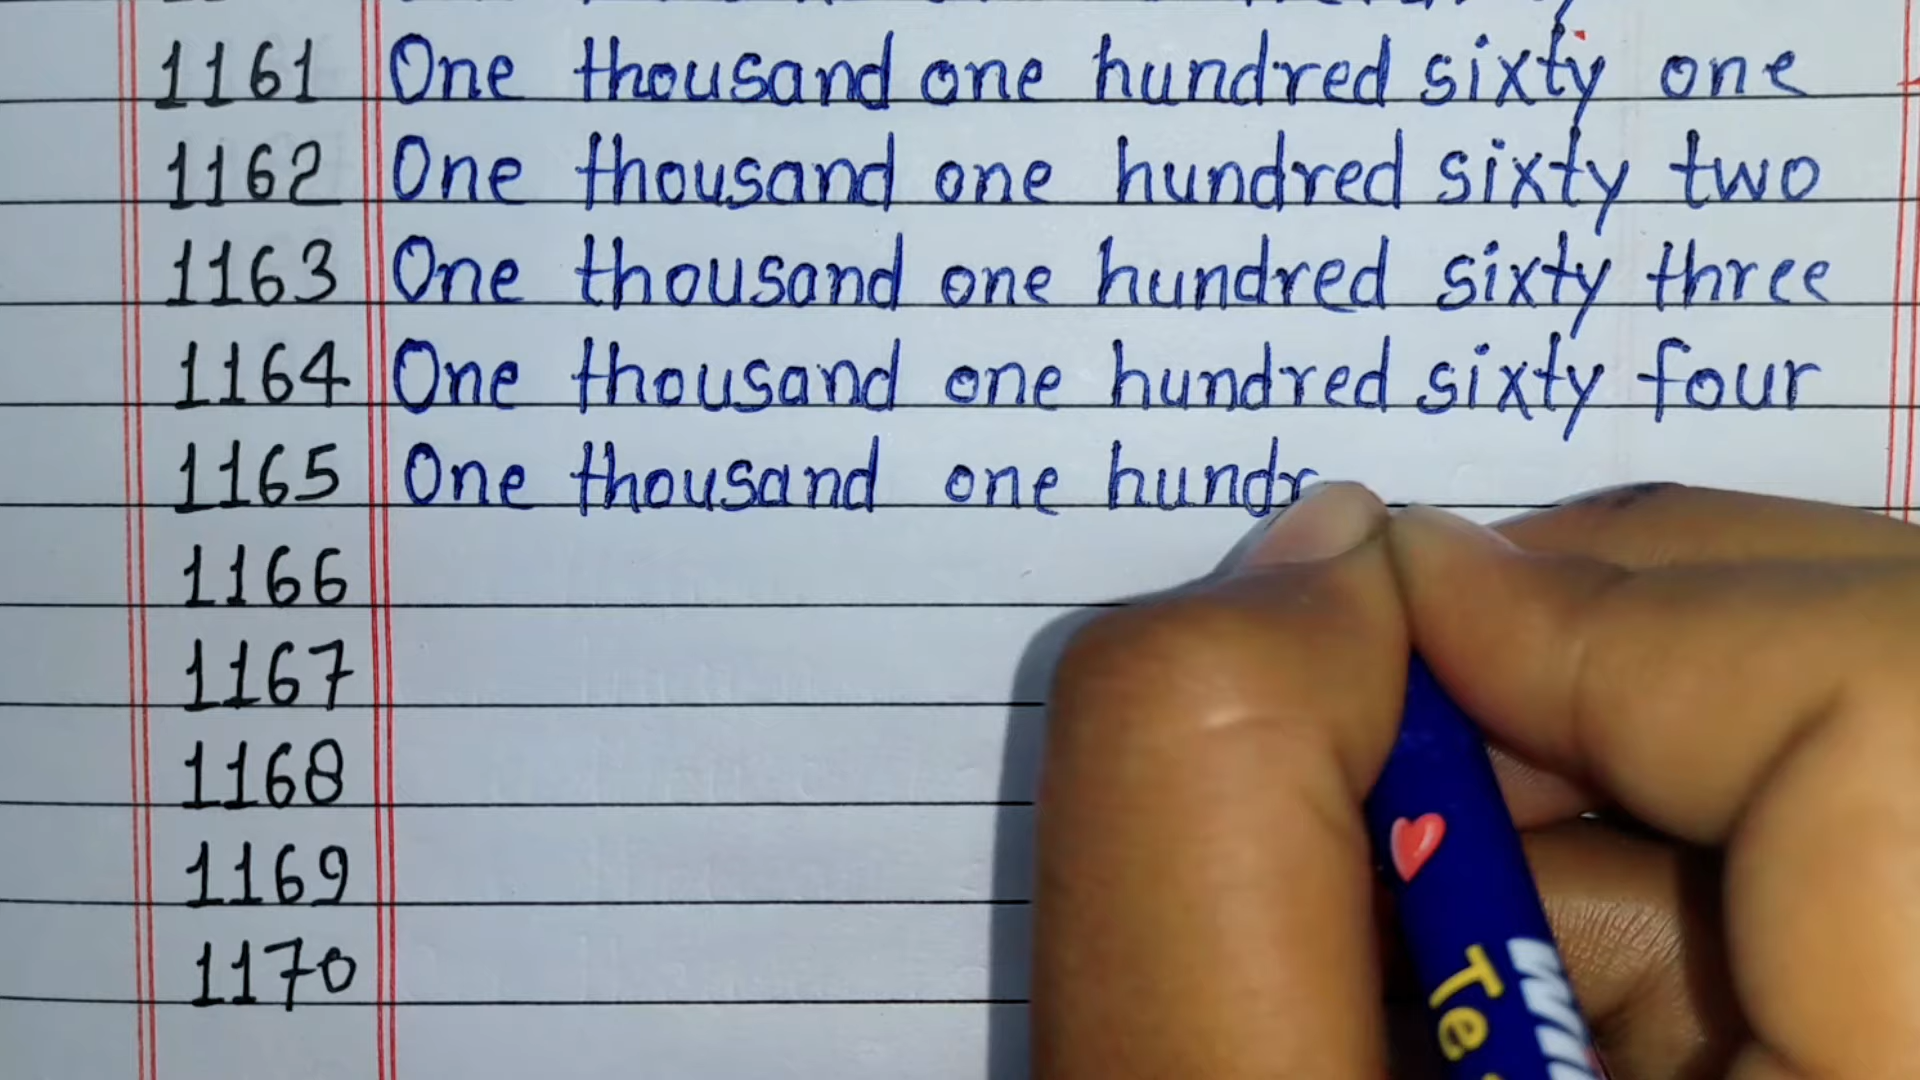 1161 One thousand one hundred sixty one
1162 One thousand one hundred sixty two
1163 One thousand one hundred sixty three
1164 One thousand one hundred sixty four
1165 One thousand one hundr
1166
1167
1168
1169
1170